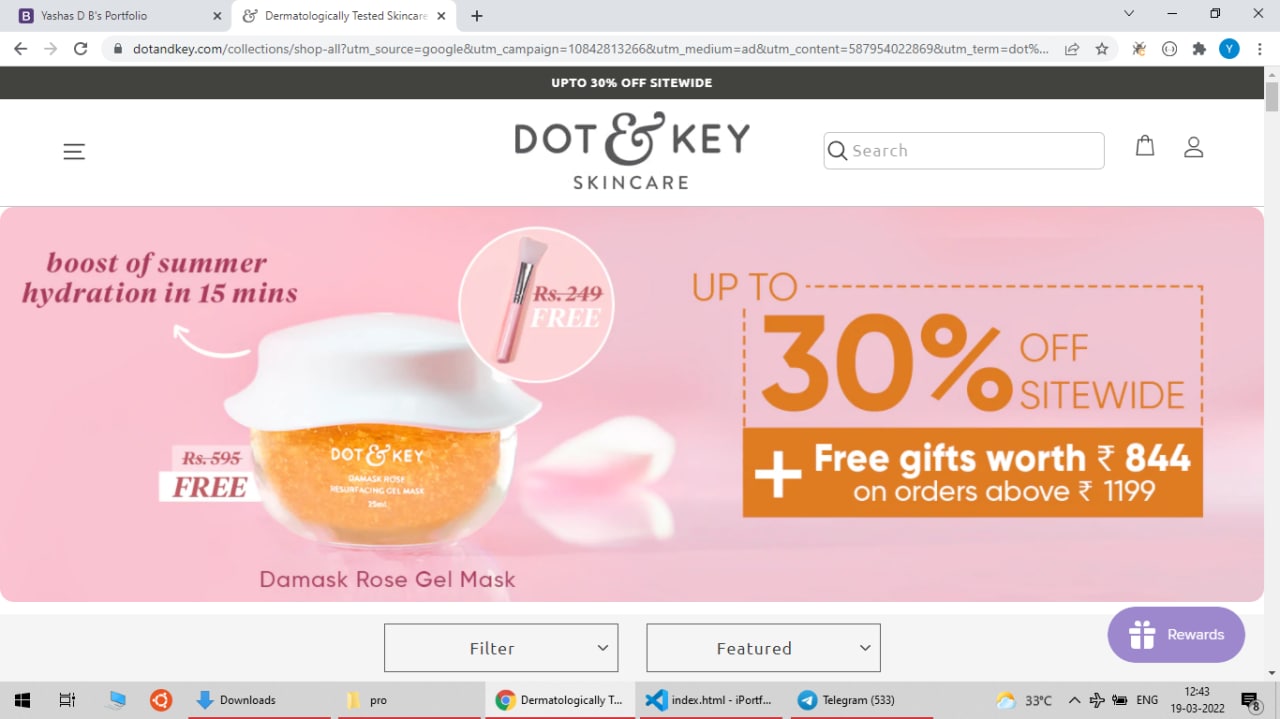 Yashas D B's Portfolio
Dermatologically Tested Skincare
dotandkey.com/collections/shop-all?utm_source=google&utm_campaign=10842813266&utm_medium=ad&utm_content=587954022869&utm_term=dot%...
Y
UPTO 30% OFF SITEWIDE
DOT & KEY
SKINCARE
Search
boost of summer
hydration in 15 mins
Rs. 249
FREE
UP TO
30% OFF
SITEWIDE
+ Free gifts worth ₹ 844
on orders above ₹ 1199
Rs. 595
FREE
DOT & KEY
DAMASK ROSE
RESURFACING GEL MASK
25ml
Damask Rose Gel Mask
Filter
Featured
Rewards
Downloads
pro
Dermatologically T...
index.html - iPortf...
Telegram (533)
33°C
ENG
12:43
19-03-2022
8